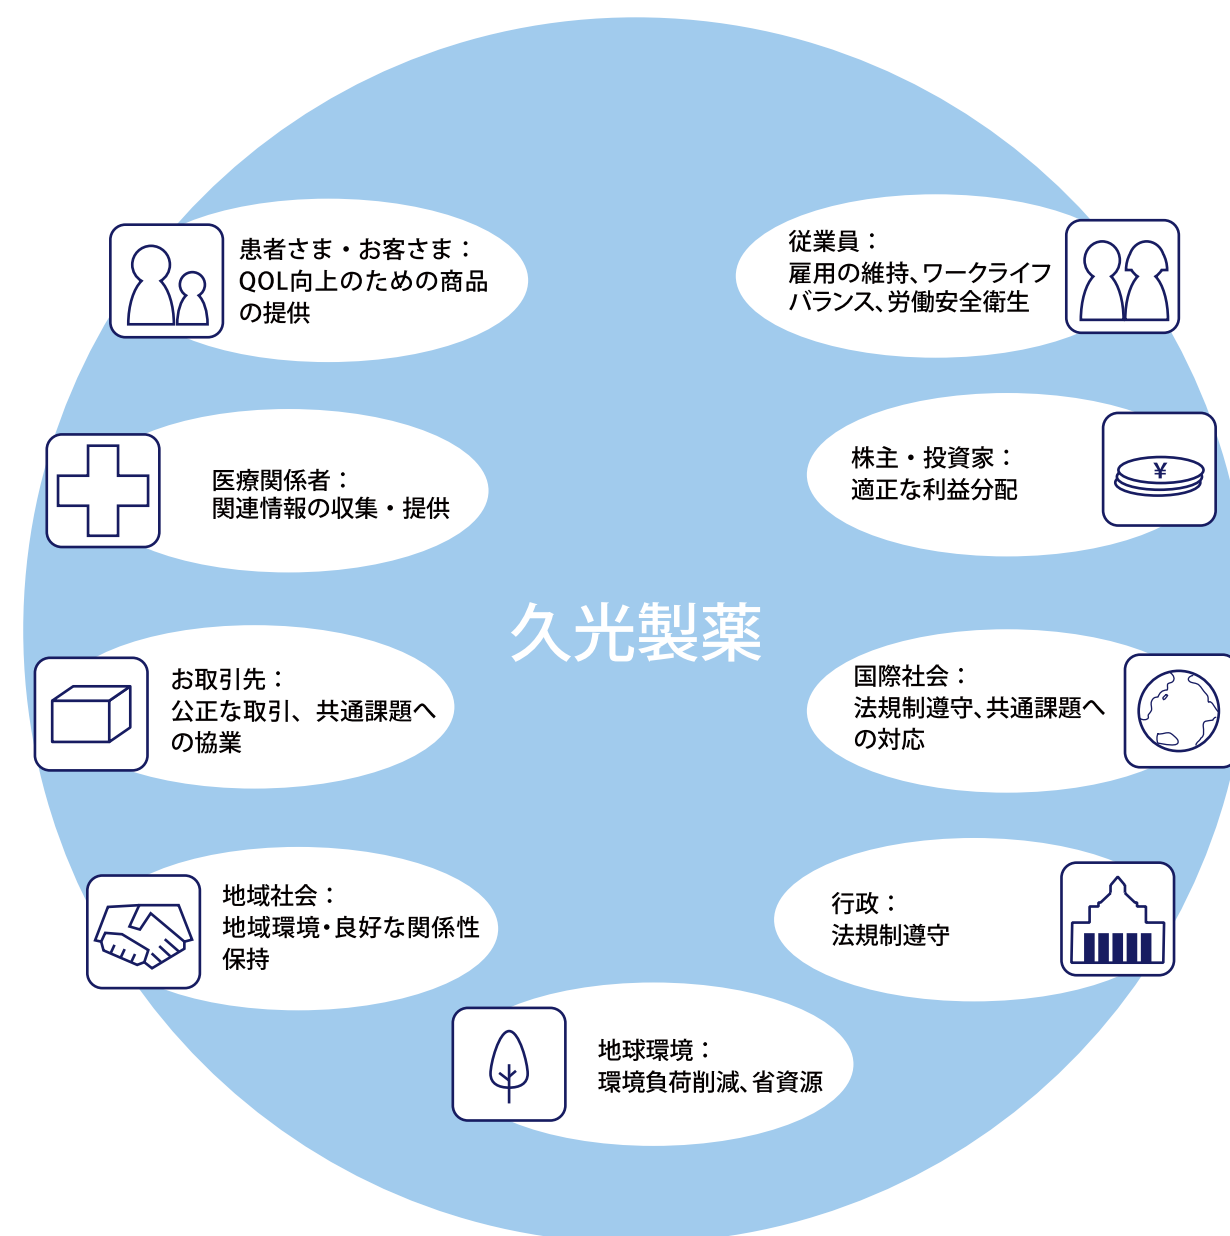 患者さま・お客さま：
QOL向上のための商品
の提供
従業員：
雇用の維持、ワークライフ
バランス、労働安全衛生
医療関係者：
関連情報の収集・提供
株主・投資家：
適正な利益分配
¥
久光製薬
お取引先：
公正な取引、共通課題へ
の協業
国際社会：
法規制遵守、共通課題へ
の対応
地域社会：
地域環境・良好な関係性
保持
行政：
法規制遵守
地球環境：
環境負荷削減、省資源